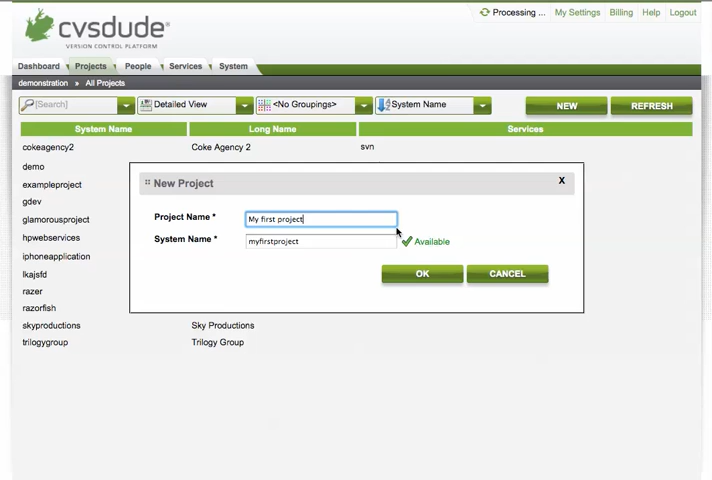 cvsdude®
VERSION CONTROL PLATFORM
Processing ... My Settings Billing Help Logout
Dashboard Projects People Services System
demonstration » All Projects
[Search] Detailed View <No Groupings> System Name NEW REFRESH
System Name Long Name Services
cokeagency2 Coke Agency 2 svn
demo
exampleproject
gdev
glamorousproject
hpwebservices
iphoneapplication
lkajsfd
razer
razorfish
skyproductions Sky Productions
trilogygroup Trilogy Group
New Project X
Project Name * My first project
System Name * myfirstproject Available
OK CANCEL